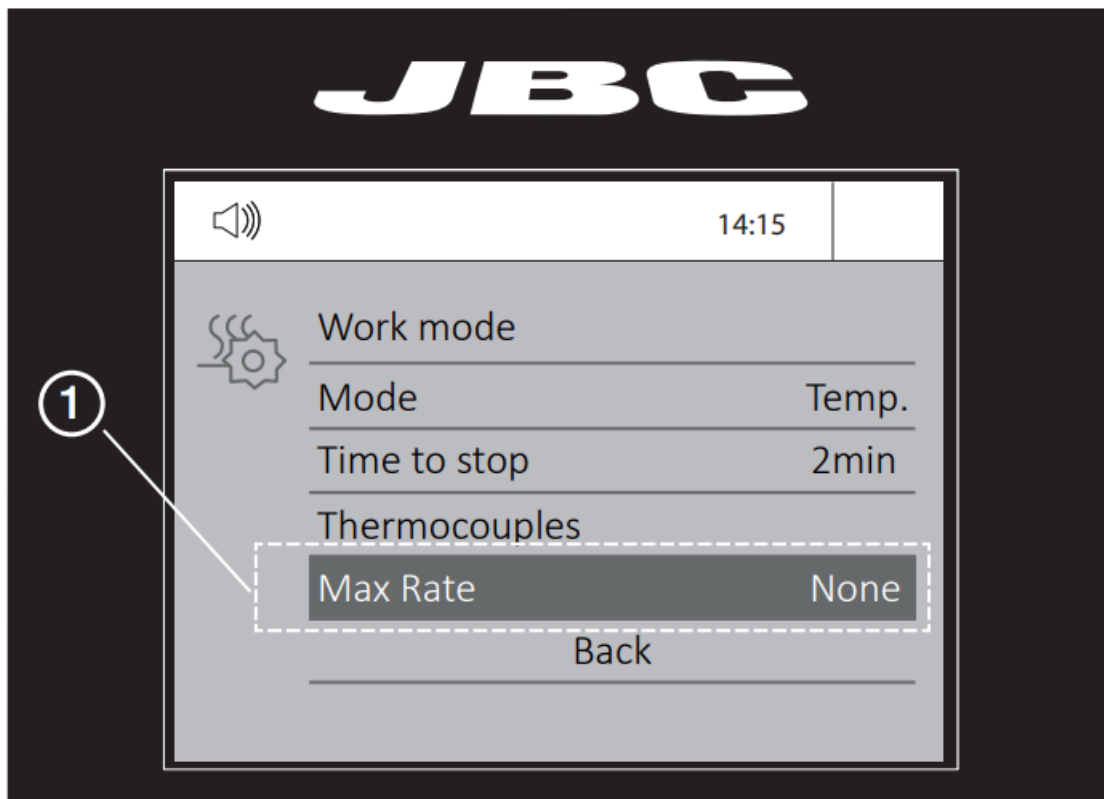 JBC
14:15
Work mode
Mode Temp.
Time to stop 2min
Thermocouples
1
Max Rate None
Back